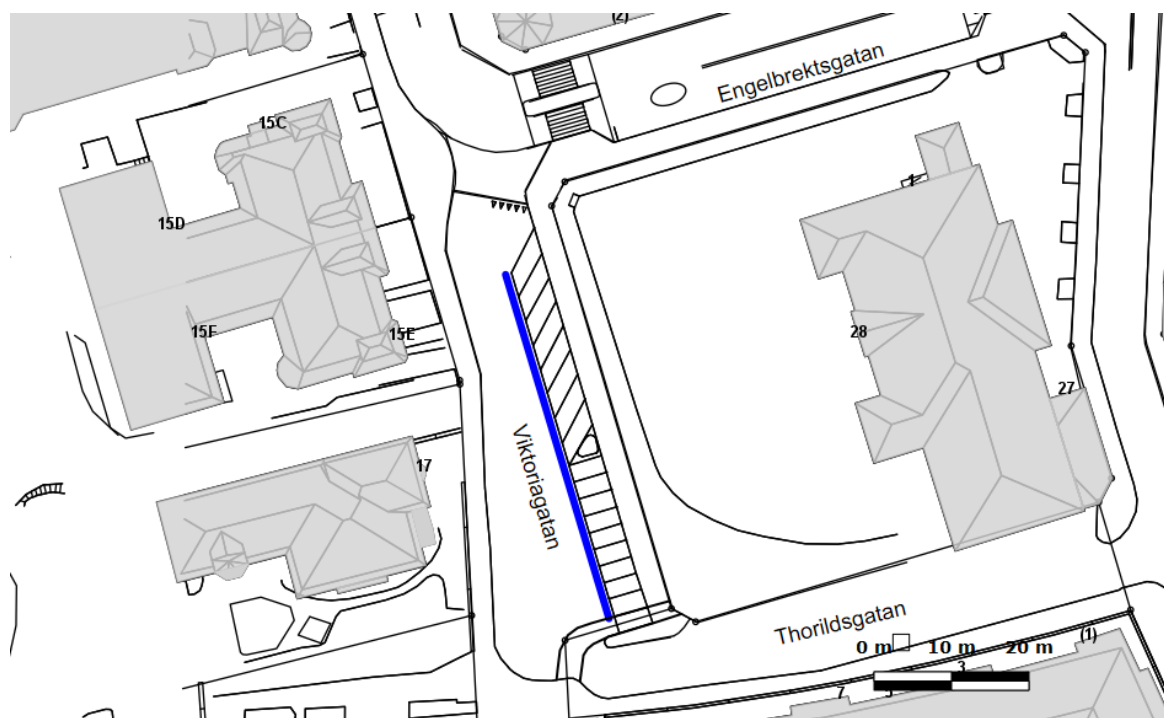 (2)
Engelbrektsgatan
15C
1
15D
15F
15E
28
27
Viktoriagatan
17
Thorildsgatan
(1)
0 m 10 m 20 m
3
7